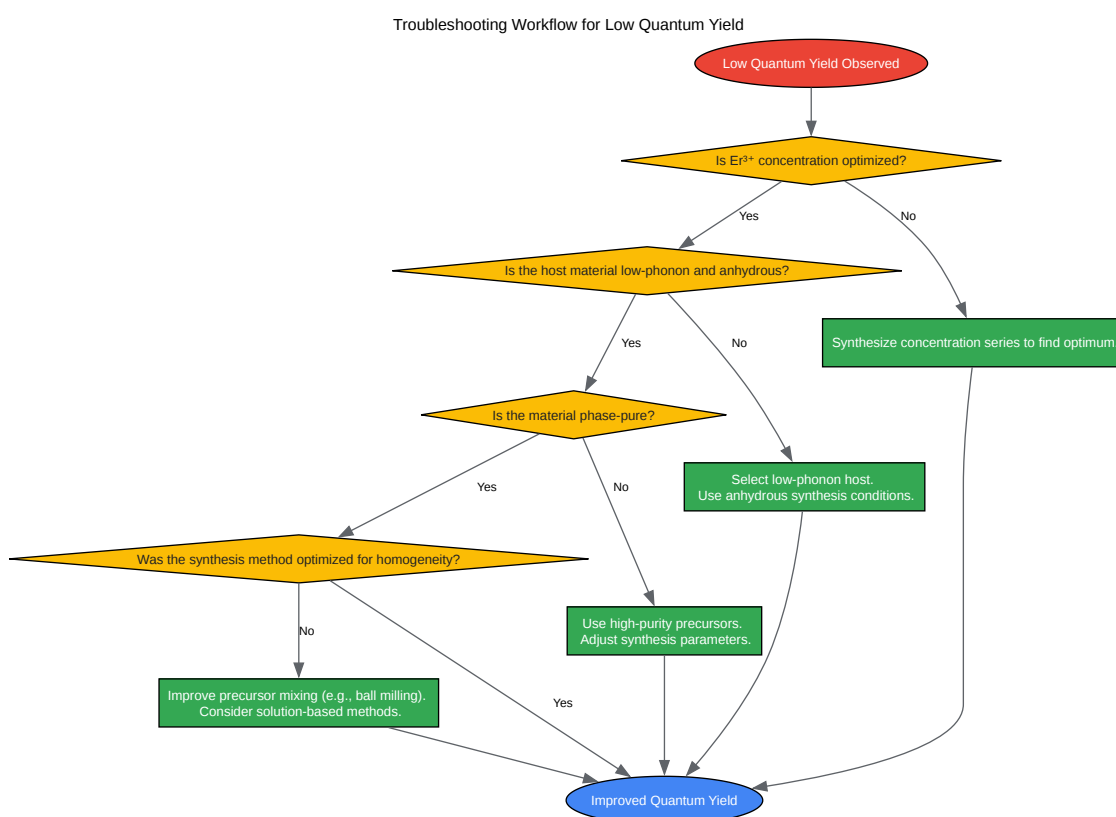 Troubleshooting Workflow for Low Quantum Yield
Low Quantum Yield Observed
Is Er³⁺ concentration optimized?
Yes
No
Is the host material low-phonon and anhydrous?
Yes
No
Synthesize concentration series to find optimum.
Is the material phase-pure?
Yes
No
Select low-phonon host.
Use anhydrous synthesis conditions.
Was the synthesis method optimized for homogeneity?
No
Yes
Use high-purity precursors.
Adjust synthesis parameters.
Improve precursor mixing (e.g., ball milling).
Consider solution-based methods.
Improved Quantum Yield